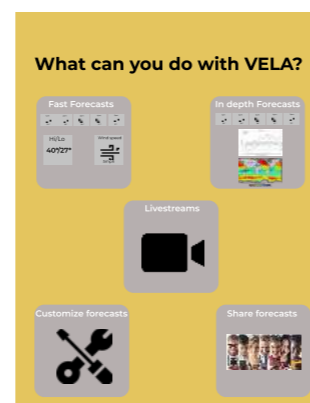 What can you do with VELA?
Fast Forecasts
In depth Forecasts
Hi/Lo
Wind speed
40°/27°
Livestreams
Customize forecasts
Share forecasts